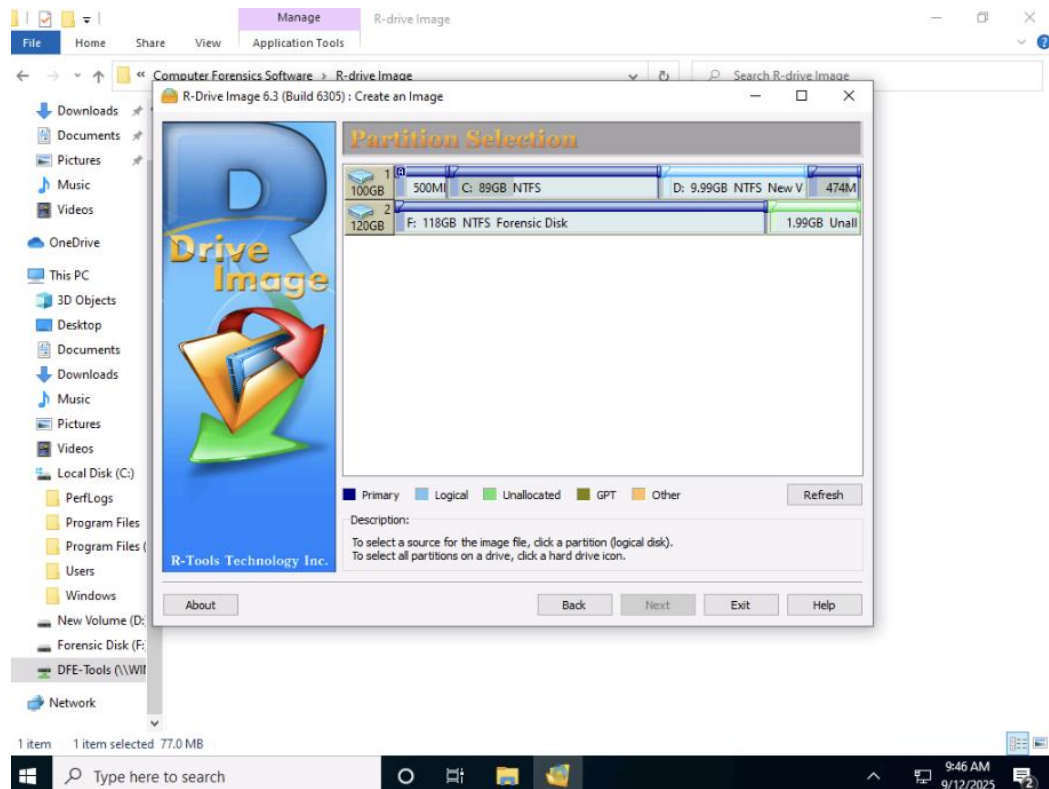 Manage
R-drive Image
File Home Share View Application Tools
« Computer Forensics Software › R-drive Image
Search R-drive Image
R-Drive Image 6.3 (Build 6305) : Create an Image
Downloads
Documents
Pictures
Music
Videos
OneDrive
This PC
3D Objects
Desktop
Documents
Downloads
Music
Pictures
Videos
Local Disk (C:)
PerfLogs
Program Files
Program Files (
Users
Windows
New Volume (D:
Forensic Disk (F:
DFE-Tools (\\WIN
Network
R
Drive
Image
R-Tools Technology Inc.
Partition Selection
1
100GB
500MI
C: 89GB NTFS
D: 9.99GB NTFS New V
474M
2
120GB
F: 118GB NTFS Forensic Disk
1.99GB Unall
Primary Logical Unallocated GPT Other
Refresh
Description:
To select a source for the image file, click a partition (logical disk).
To select all partitions on a drive, click a hard drive icon.
About Back Next Exit Help
1 item 1 item selected 77.0 MB
Type here to search
9:46 AM
9/12/2025
2